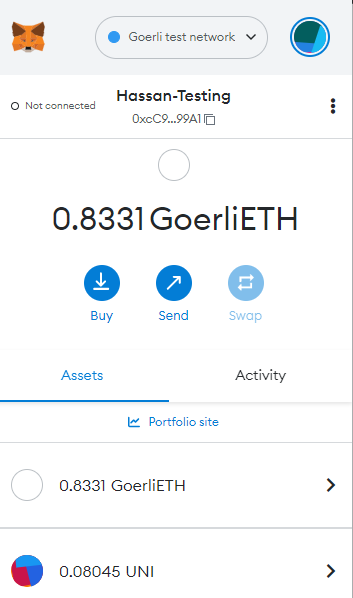 Goerli test network
Not connected
Hassan-Testing
0xcC9...99A1
0.8331 GoerliETH
Buy
Send
Swap
Assets
Activity
Portfolio site
0.8331 GoerliETH
0.08045 UNI